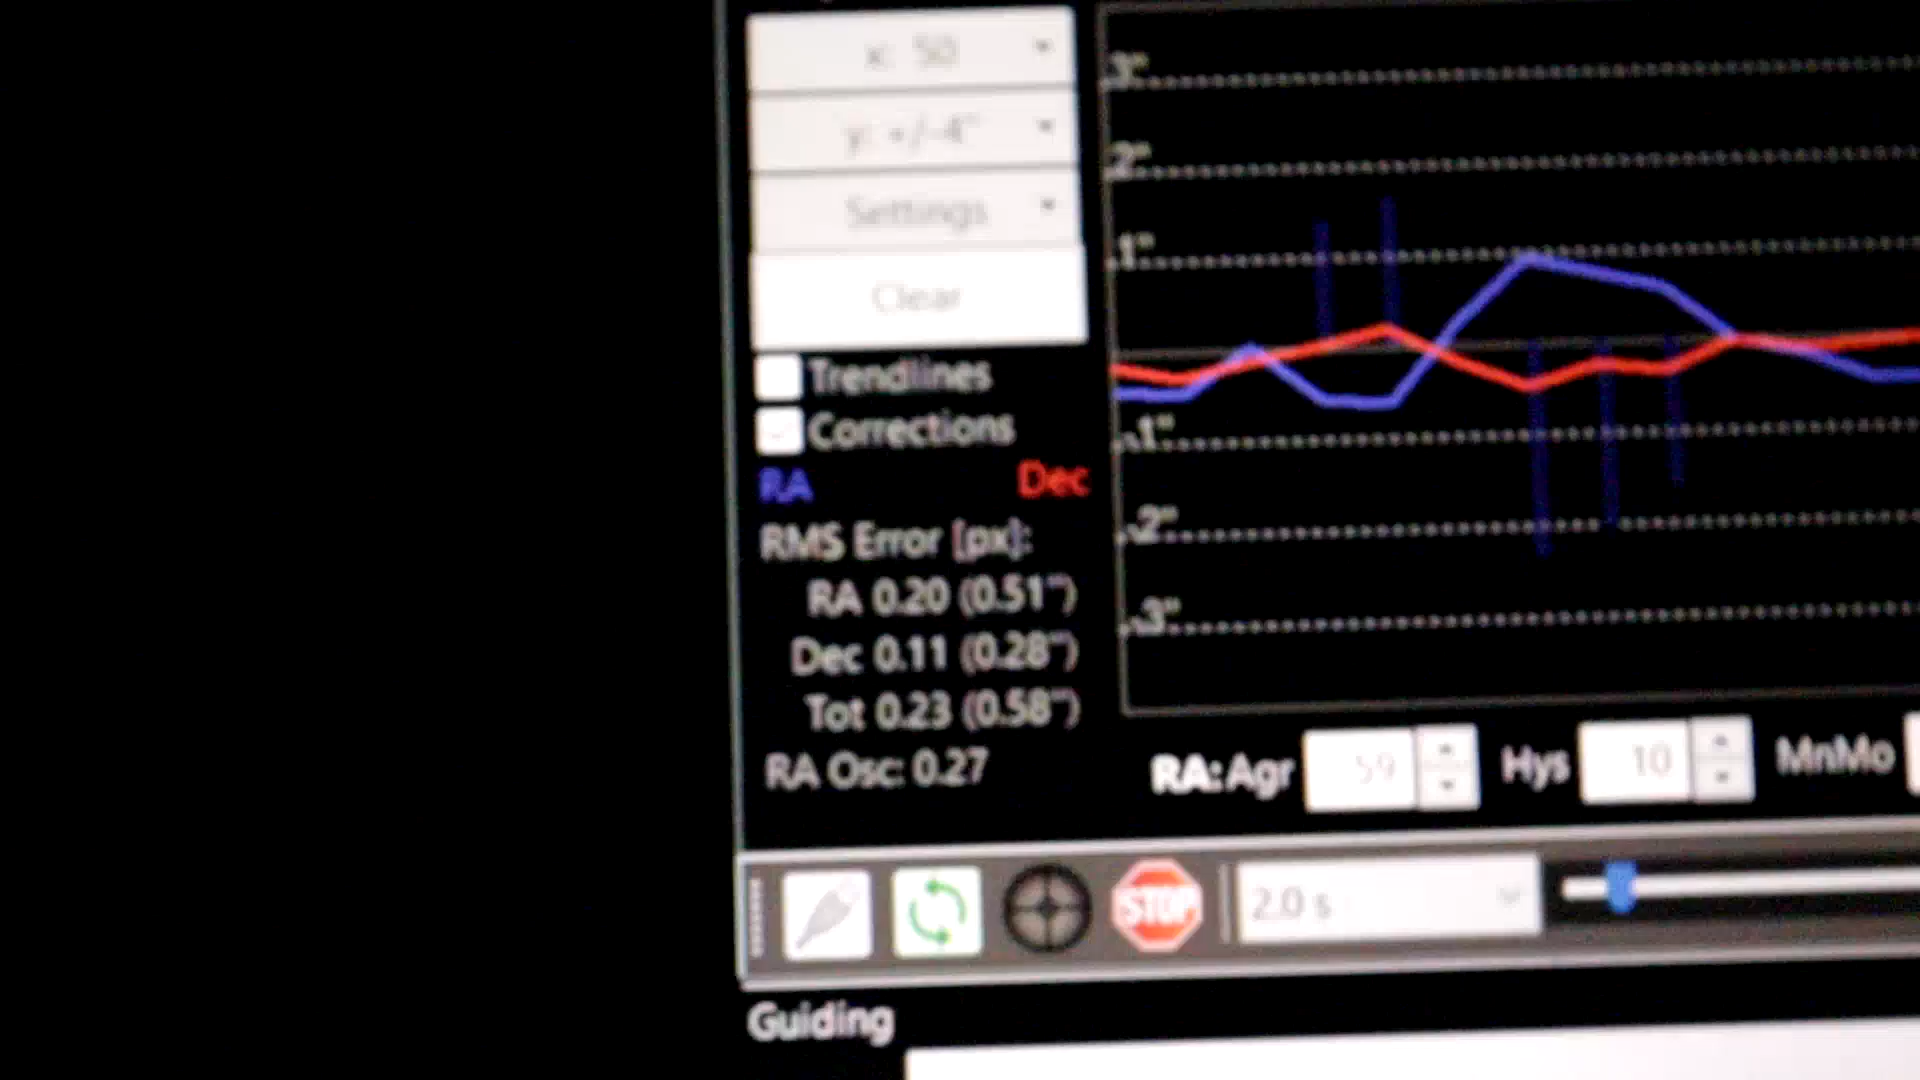 x: 50
y: +/-4"
Settings
Clear
Trendlines
Corrections
RA Dec
RMS Error [px]:
RA 0.20 (0.51")
Dec 0.11 (0.28")
Tot 0.23 (0.58")
RA Osc: 0.27
3"
2"
1"
-1"
-2"
-3"
RA: Agr 59 Hys 10 MnMo
STOP
2.0 s
Guiding